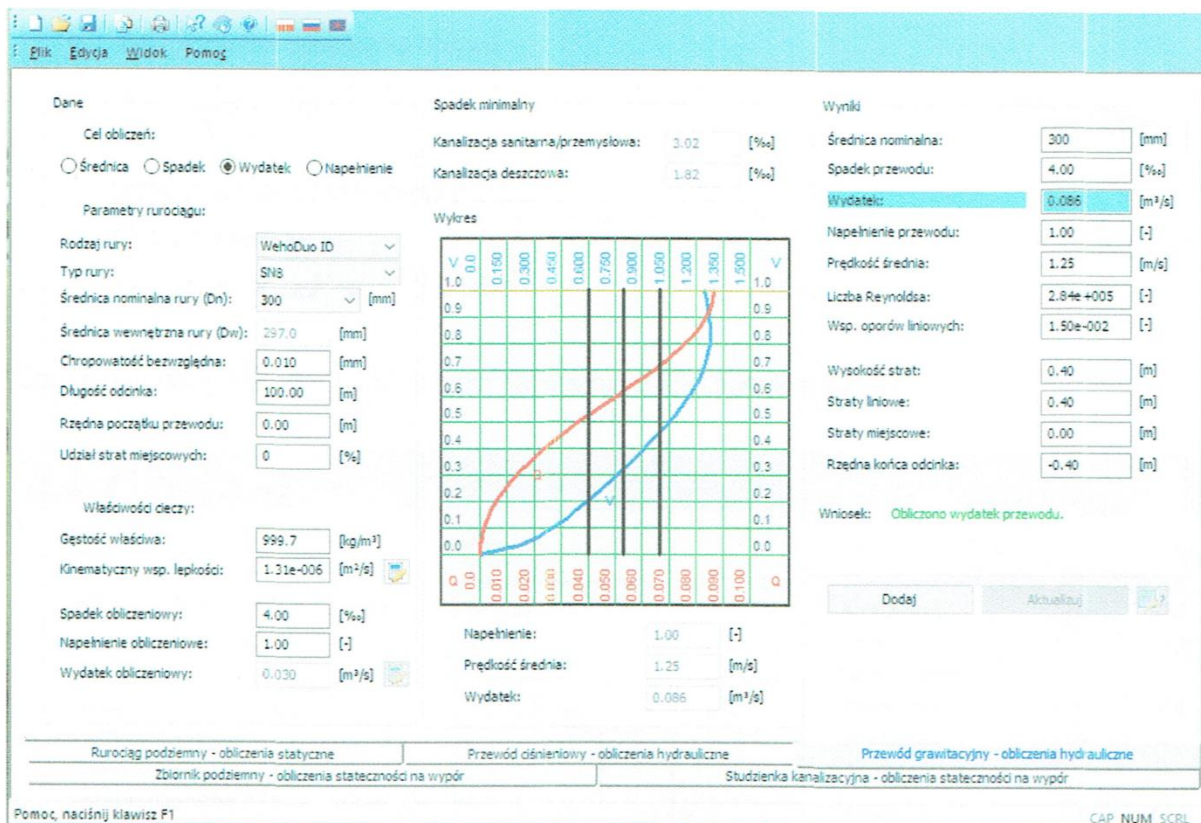 Plik Edycja Widok Pomoc
Dane
Cel obliczeń:
Średnica Spadek Wydatek Napełnienie
Parametry rurociągu:
Rodzaj rury: WehoDuo ID
Typ rury: SN8
Średnica nominalna rury (Dn): 300 [mm]
Średnica wewnętrzna rury (Dw): 297.0 [mm]
Chropowatość bezwzględna: 0.010 [mm]
Długość odcinka: 100.00 [m]
Rzędna początku przewodu: 0.00 [m]
Udział strat miejscowych: 0 [%]
Właściwości cieczy:
Gęstość właściwa: 999.7 [kg/m³]
Kinematyczny wsp. lepkości: 1.31e-006 [m²/s]
Spadek obliczeniowy: 4.00 [‰]
Napełnienie obliczeniowe: 1.00 [-]
Wydatek obliczeniowy: 0.030 [m³/s]
Spadek minimalny
Kanalizacja sanitarna/przemysłowa: 3.02 [‰]
Kanalizacja deszczowa: 1.82 [‰]
Wykres
V 0.0 0.150 0.300 0.450 0.600 0.750 0.900 1.050 1.200 1.350 1.500 V
1.0 1.0
0.9 0.9
0.8 0.8
0.7 0.7
0.6 0.6
0.5 0.5
0.4 0.4
0.3 0.3
0.2 V 0.2
0.1 0.1
0.0 0.0
Q 0.0 0.010 0.020 0.030 0.040 0.050 0.060 0.070 0.080 0.090 0.100 Q
Napełnienie: 1.00 [-]
Prędkość średnia: 1.25 [m/s]
Wydatek: 0.086 [m³/s]
Wyniki
Średnica nominalna: 300 [mm]
Spadek przewodu: 4.00 [‰]
Wydatek: 0.086 [m³/s]
Napełnienie przewodu: 1.00 [-]
Prędkość średnia: 1.25 [m/s]
Liczba Reynoldsa: 2.84e+005 [-]
Wsp. oporów liniowych: 1.50e-002 [-]
Wysokość strat: 0.40 [m]
Straty liniowe: 0.40 [m]
Straty miejscowe: 0.00 [m]
Rzędna końca odcinka: -0.40 [m]
Wniosek: Obliczono wydatek przewodu.
Dodaj Aktualizuj
Rurociąg podziemny - obliczenia statyczne Przewód ciśnieniowy - obliczenia hydrauliczne Przewód grawitacyjny - obliczenia hydrauliczne
Zbiornik podziemny - obliczenia stateczności na wypór Studzienka kanalizacyjna - obliczenia stateczności na wypór
Pomoc, naciśnij klawisz F1 CAP NUM SCRL